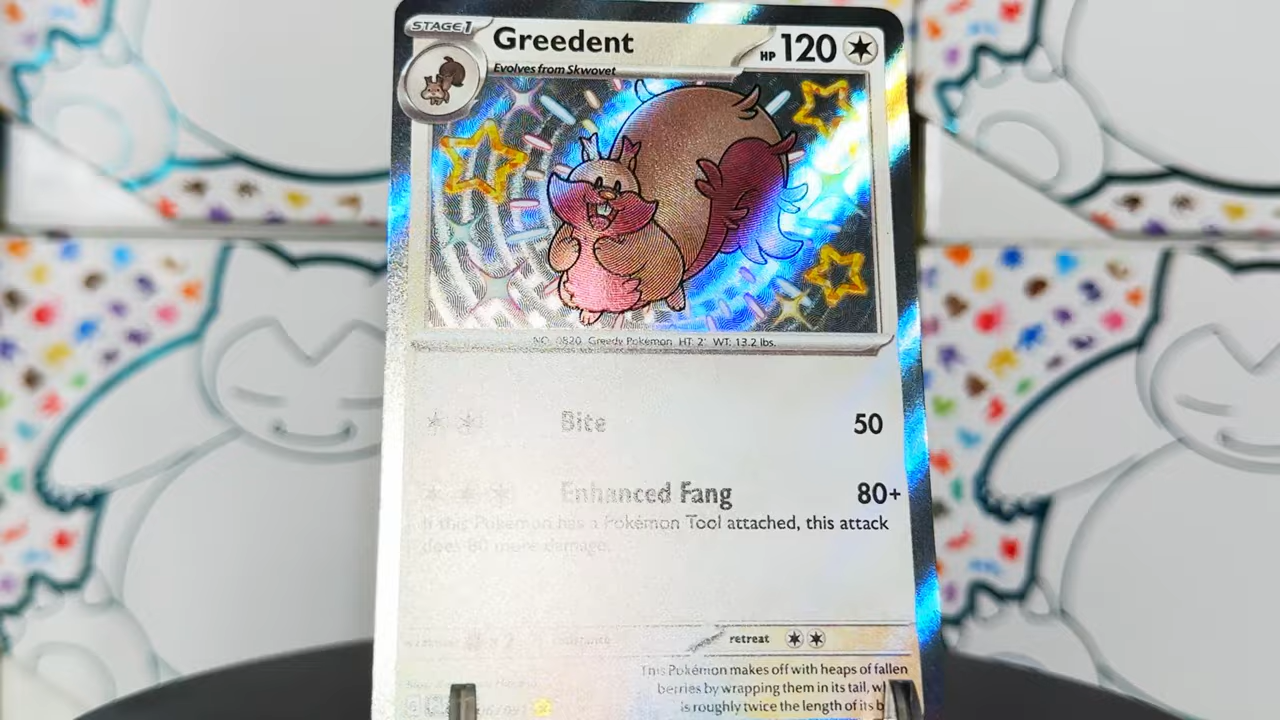 STAGE1
Greedent
HP 120
Evolves from Skwovet
NO. 0820 Greedy Pokémon HT: 2' WT: 13.2 lbs.
Bite 50
Enhanced Fang 80+
If this Pokémon has a Pokémon Tool attached, this attack
does 80 more damage.
retreat
This Pokémon makes off with heaps of fallen
berries by wrapping them in its tail, w
is roughly twice the length of its b